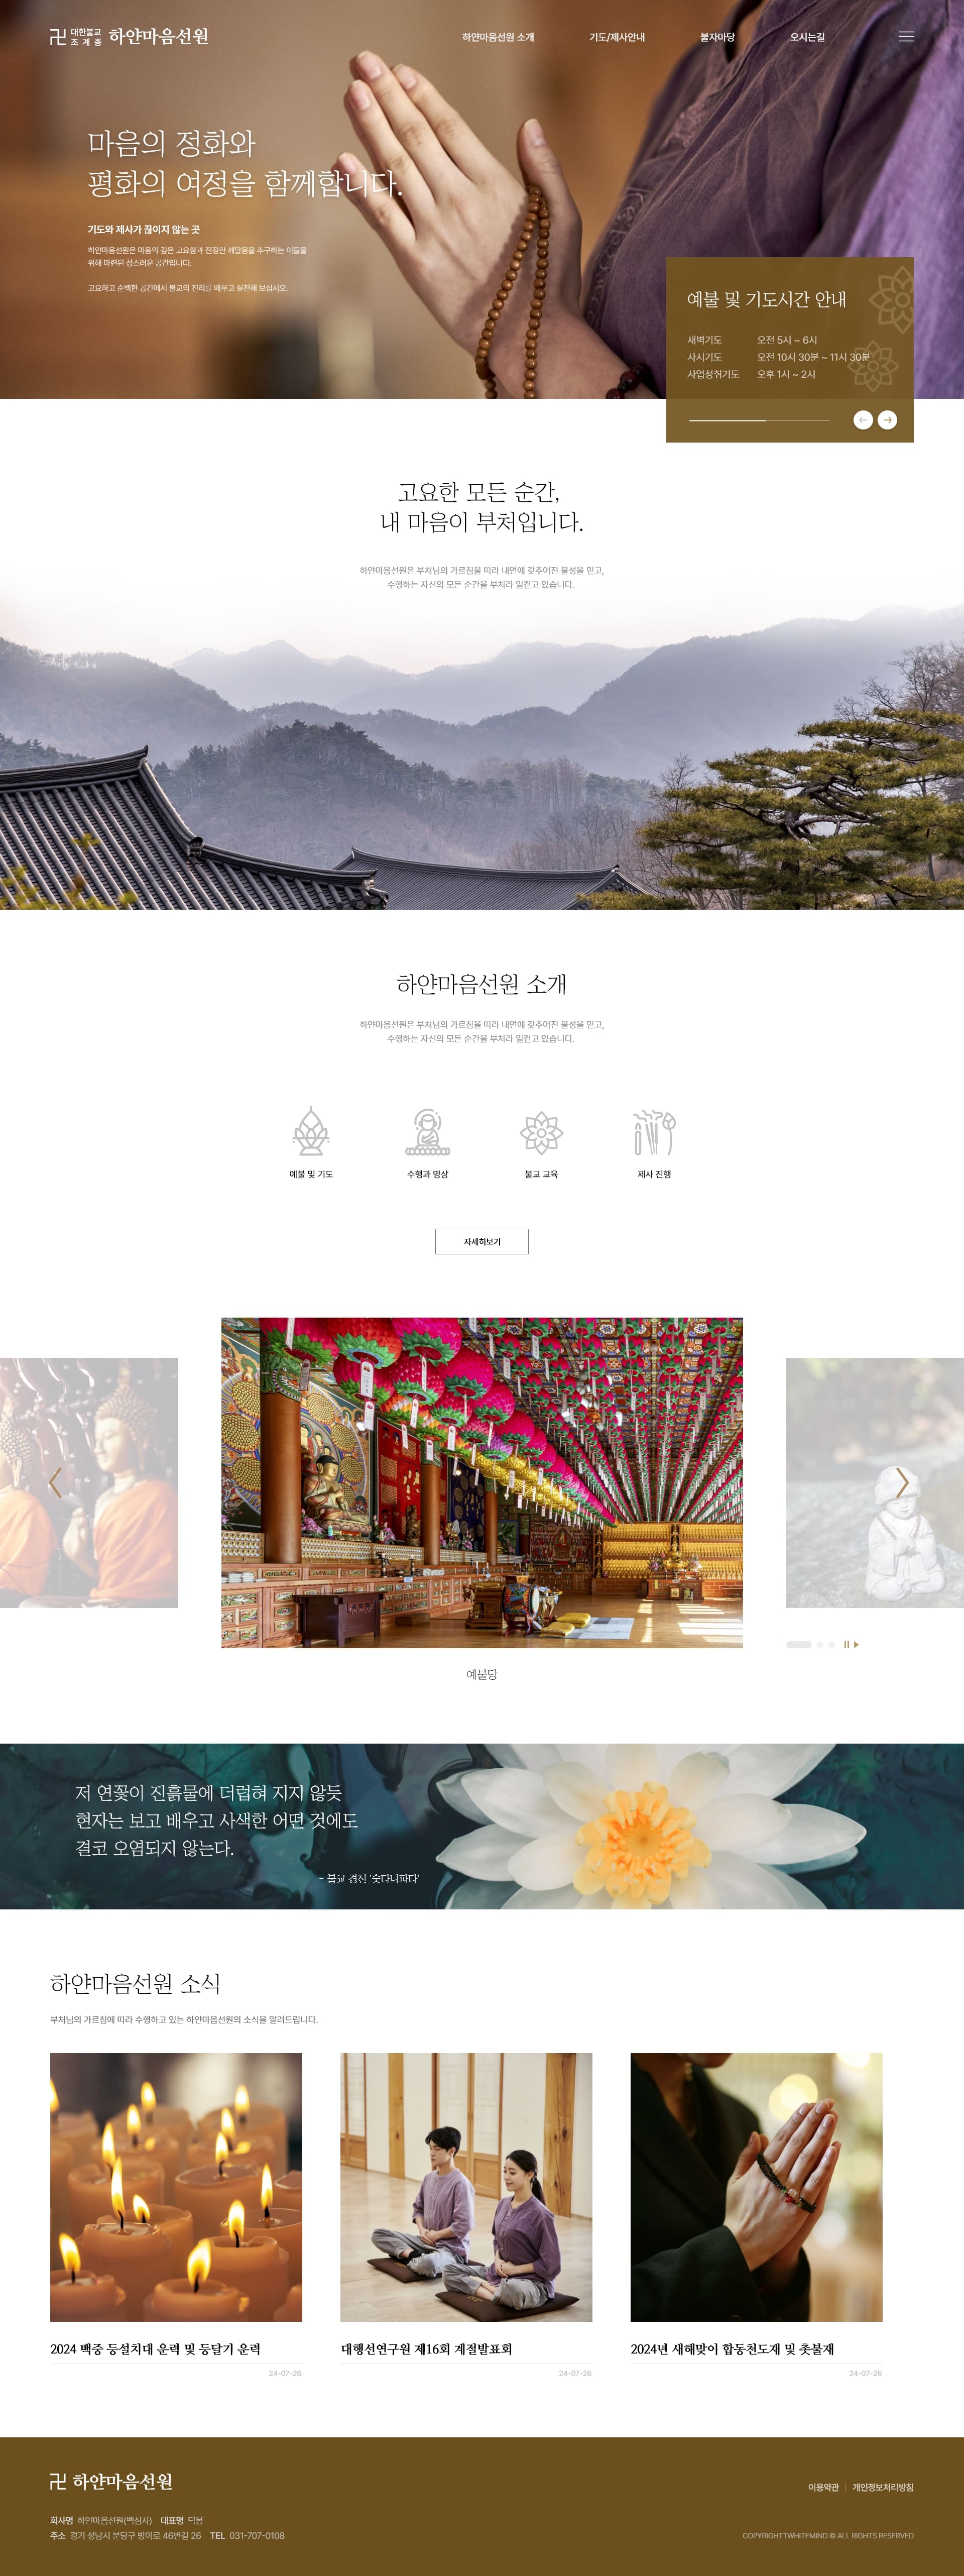 卍 대한불교
조계종 하얀마음선원
하얀마음선원 소개 기도/제사안내 불자마당 오시는길
마음의 정화와
평화의 여정을 함께합니다.
기도와 제사가 끊이지 않는 곳
하얀마음선원은 마음의 깊은 고요함과 진정한 깨달음을 추구하는 이들을
위해 마련된 성스러운 공간입니다.
고요하고 순백한 공간에서 불교의 진리를 배우고 실천해 보십시오.
예불 및 기도시간 안내
새벽기도 오전 5시 ~ 6시
사시기도 오전 10시 30분 ~ 11시 30분
사업성취기도 오후 1시 ~ 2시
고요한 모든 순간,
내 마음이 부처입니다.
하얀마음선원은 부처님의 가르침을 따라 내면에 갖추어진 불성을 믿고,
수행하는 자신의 모든 순간을 부처라 일컫고 있습니다.
하얀마음선원 소개
하얀마음선원은 부처님의 가르침을 따라 내면에 갖추어진 불성을 믿고,
수행하는 자신의 모든 순간을 부처라 일컫고 있습니다.
예불 및 기도 수행과 명상 불교 교육 제사 진행
자세히보기
예불당
저 연꽃이 진흙물에 더럽혀 지지 않듯
현자는 보고 배우고 사색한 어떤 것에도
결코 오염되지 않는다.
- 불교 경전 '숫타니파타'
하얀마음선원 소식
부처님의 가르침에 따라 수행하고 있는 하얀마음선원의 소식을 알려드립니다.
2024 백중 등설치대 운력 및 등달기 운력
24-07-26
대행선연구원 제16회 계절발표회
24-07-26
2024년 새해맞이 합동천도재 및 촛불재
24-07-26
卍 하얀마음선원
이용약관 | 개인정보처리방침
회사명 하얀마음선원(백심사) 대표명 덕봉
주소 경기 성남시 분당구 방아로 46번길 26 TEL 031-707-0108
COPYRIGHTTWHITEMIND © ALL RIGHTS RESERVED